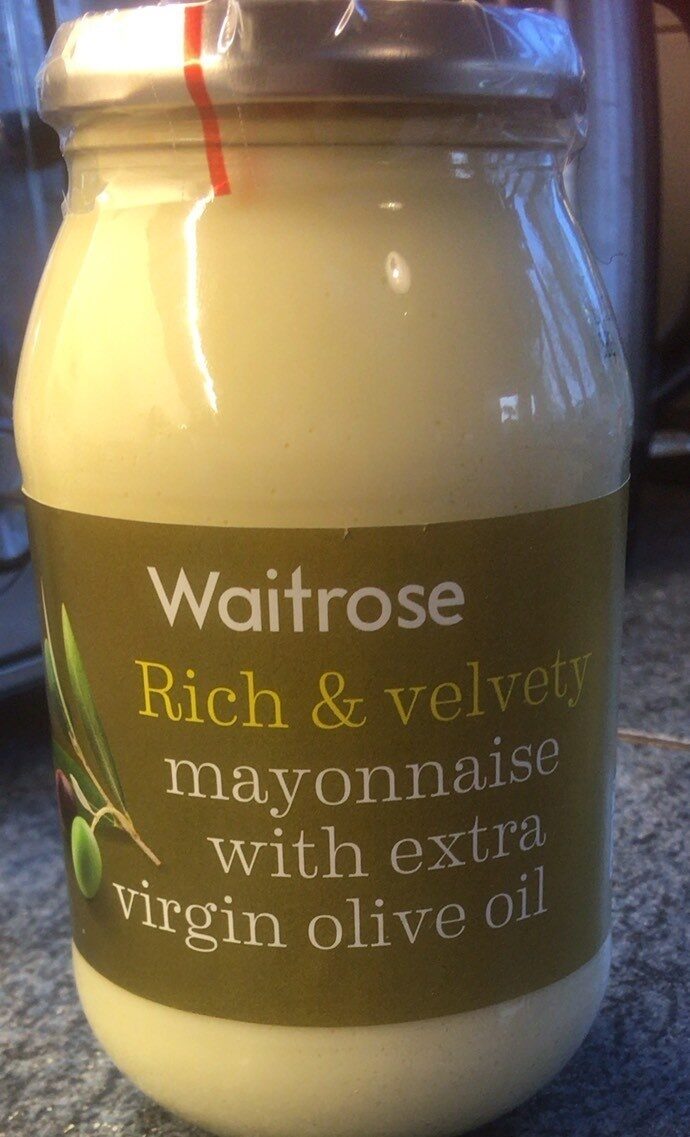 Waitrose
Rich & velvety
mayonnaise
with extra
virgin olive oil